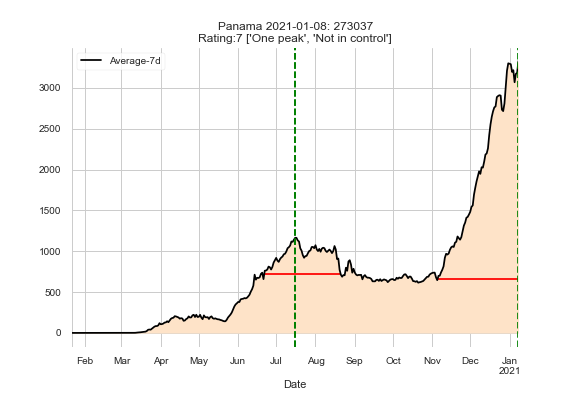 Panama 2021-01-08: 273037
Rating:7 ['One peak', 'Not in control']
Average-7d
3000
2500
2000
1500
1000
500
0
Feb Mar Apr May Jun Jul Aug Sep Oct Nov Dec Jan
2021
Date